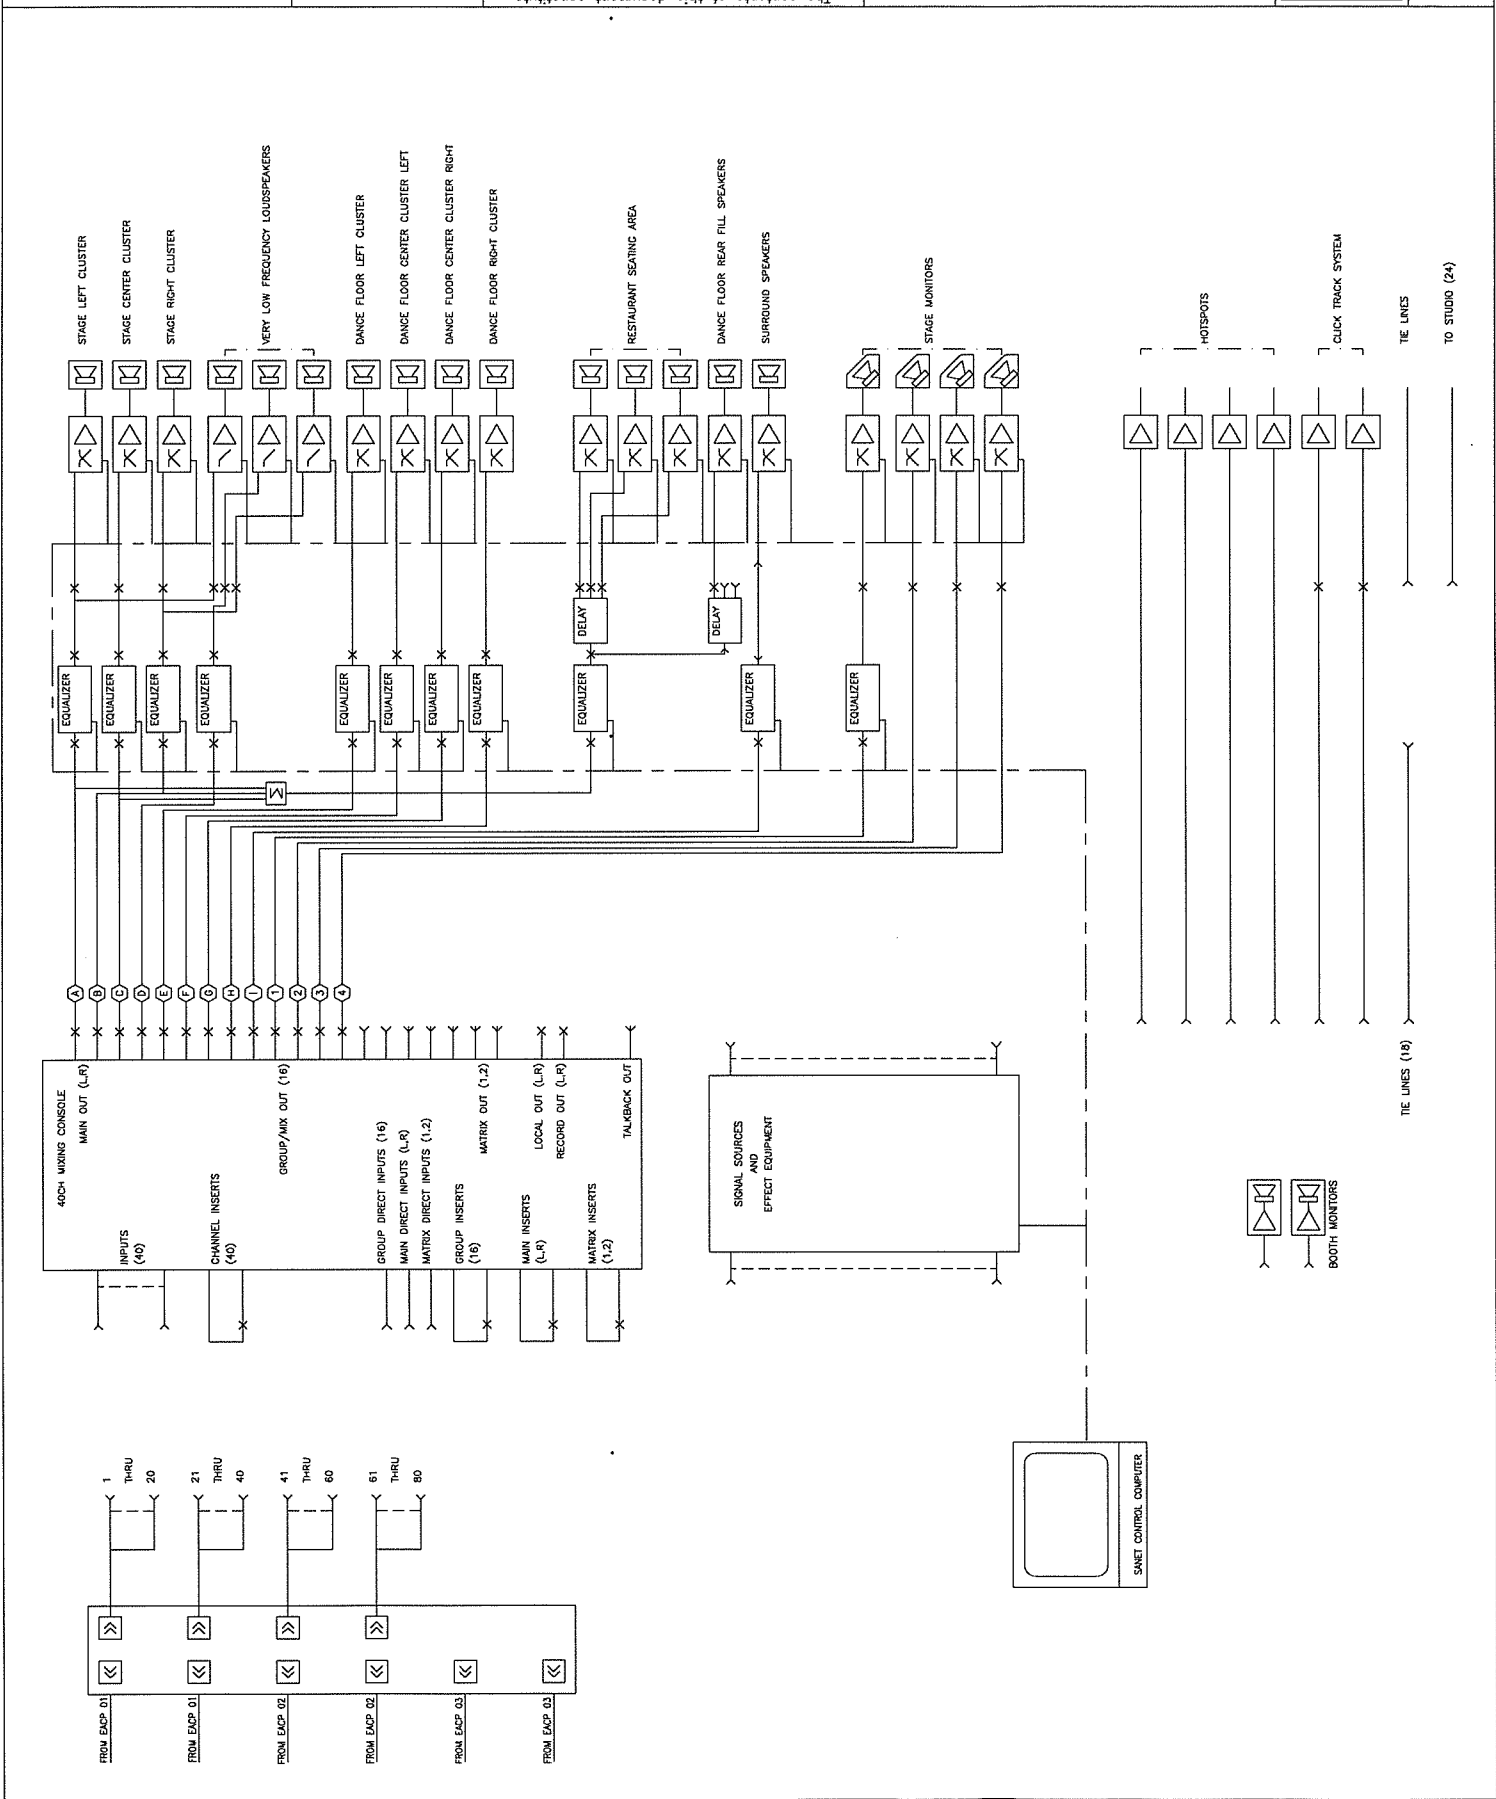 The contents of this document constitute
STAGE LEFT CLUSTER
STAGE CENTER CLUSTER
STAGE RIGHT CLUSTER
VERY LOW FREQUENCY LOUDSPEAKERS
DANCE FLOOR LEFT CLUSTER
DANCE FLOOR CENTER CLUSTER LEFT
DANCE FLOOR CENTER CLUSTER RIGHT
DANCE FLOOR RIGHT CLUSTER
RESTAURANT SEATING AREA
DANCE FLOOR REAR FILL SPEAKERS
SURROUND SPEAKERS
STAGE MONITORS
HOTSPOTS
CLICK TRACK SYSTEM
TIE LINES
TO STUDIO (24)
DELAY
DELAY
EQUALIZER
EQUALIZER
EQUALIZER
EQUALIZER
EQUALIZER
EQUALIZER
EQUALIZER
EQUALIZER
EQUALIZER
EQUALIZER
EQUALIZER
Σ
A
B
C
D
E
F
G
H
I
1
2
3
4
40CH MIXING CONSOLE
MAIN OUT (L,R)
GROUP/MIX OUT (16)
MATRIX OUT (1,2)
LOCAL OUT (L,R)
RECORD OUT (L,R)
TALKBACK OUT
INPUTS
(40)
CHANNEL INSERTS
(40)
GROUP DIRECT INPUTS (16)
MAIN DIRECT INPUTS (L,R)
MATRIX DIRECT INPUTS (1,2)
GROUP INSERTS
(16)
MAIN INSERTS
(L,R)
MATRIX INSERTS
(1,2)
SIGNAL SOURCES
AND
EFFECT EQUIPMENT
TIE LINES (18)
BOOTH MONITORS
1
THRU
20
21
THRU
40
41
THRU
60
61
THRU
80
SANET CONTROL COMPUTER
FROM EACP 01
FROM EACP 01
FROM EACP 02
FROM EACP 02
FROM EACP 03
FROM EACP 03